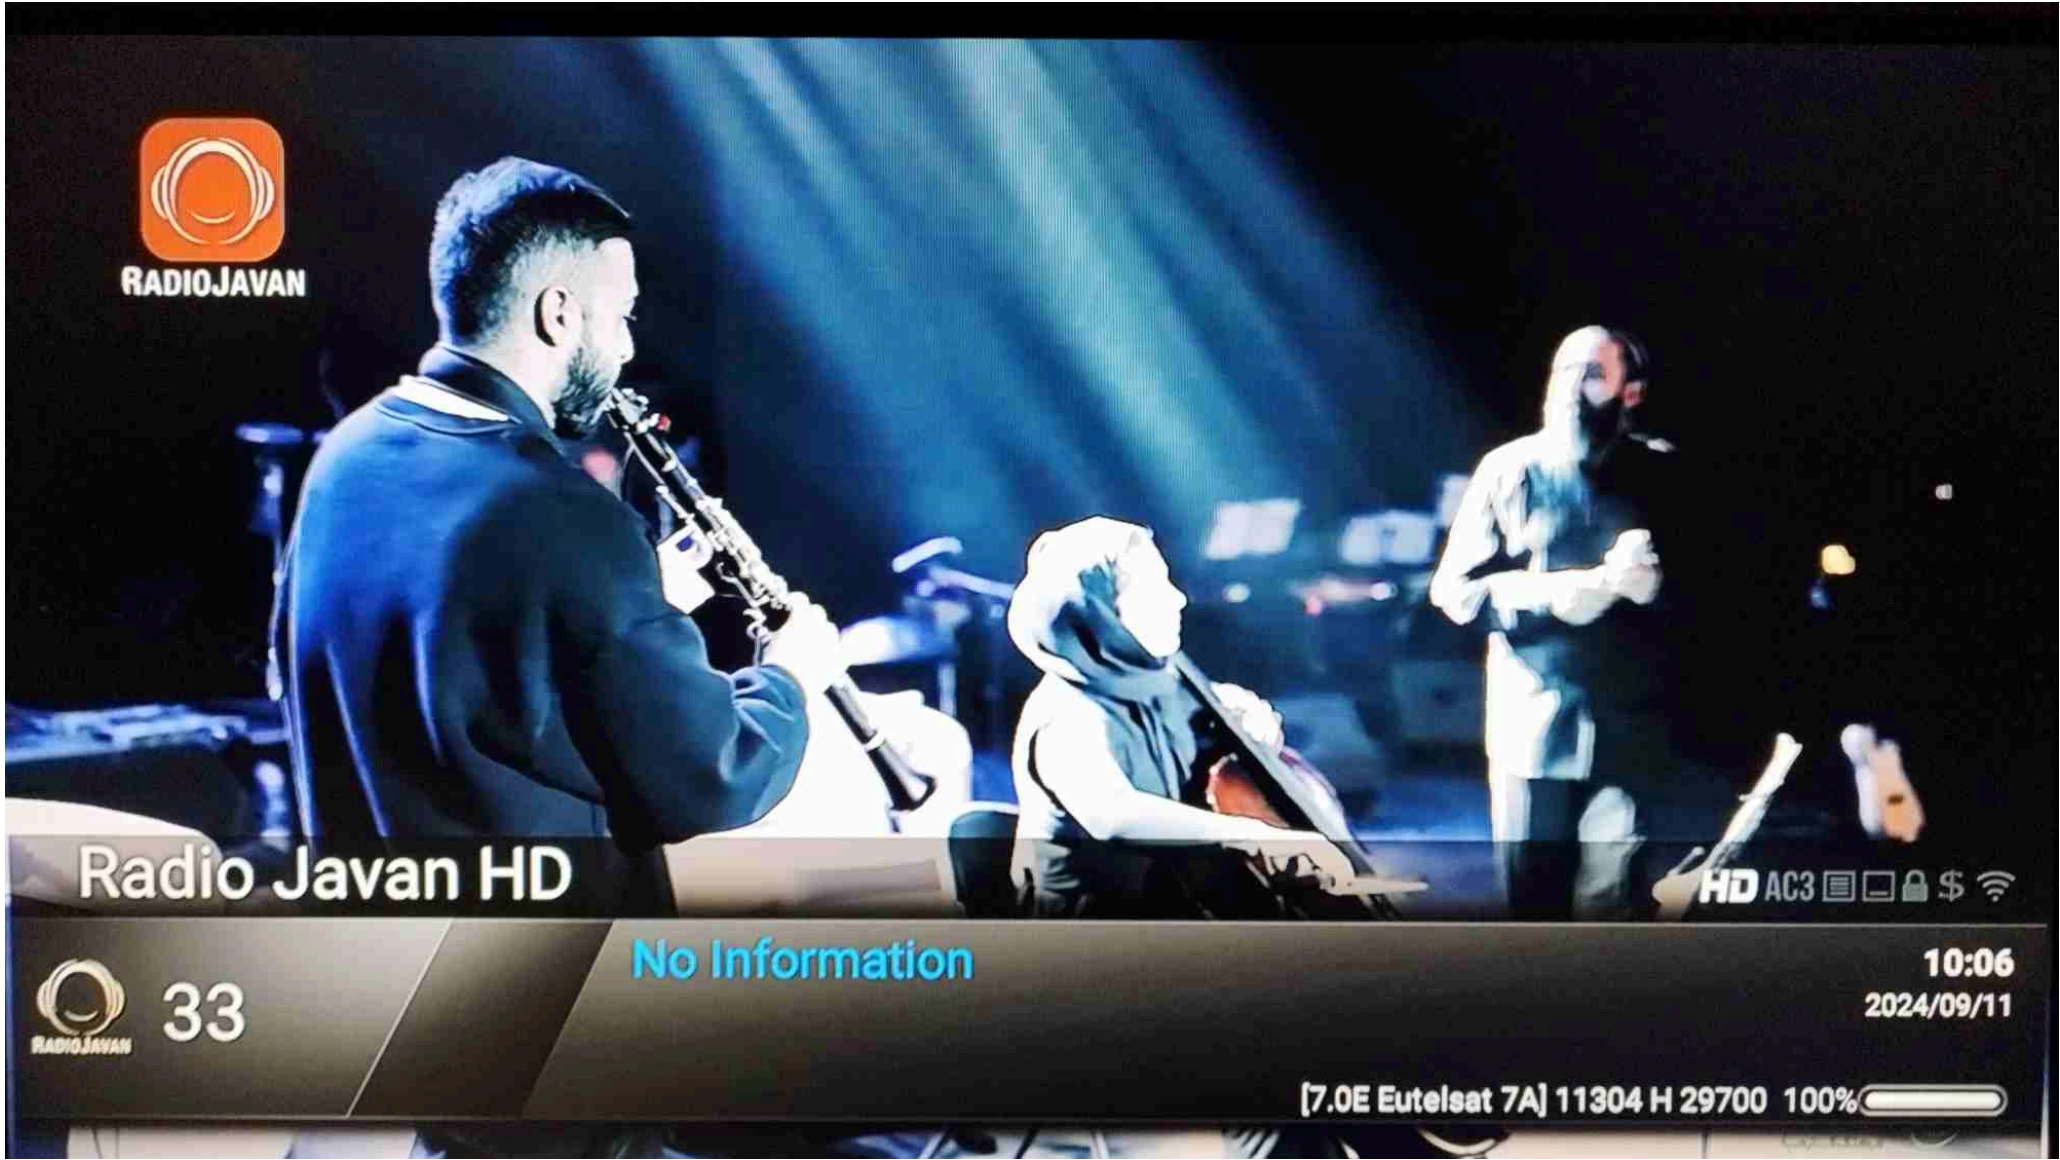 RADIOJAVAN
Radio Javan HD
HD AC3 $
No Information
33
RADIOJAVAN
10:06
2024/09/11
[7.0E Eutelsat 7A] 11304 H 29700 100%